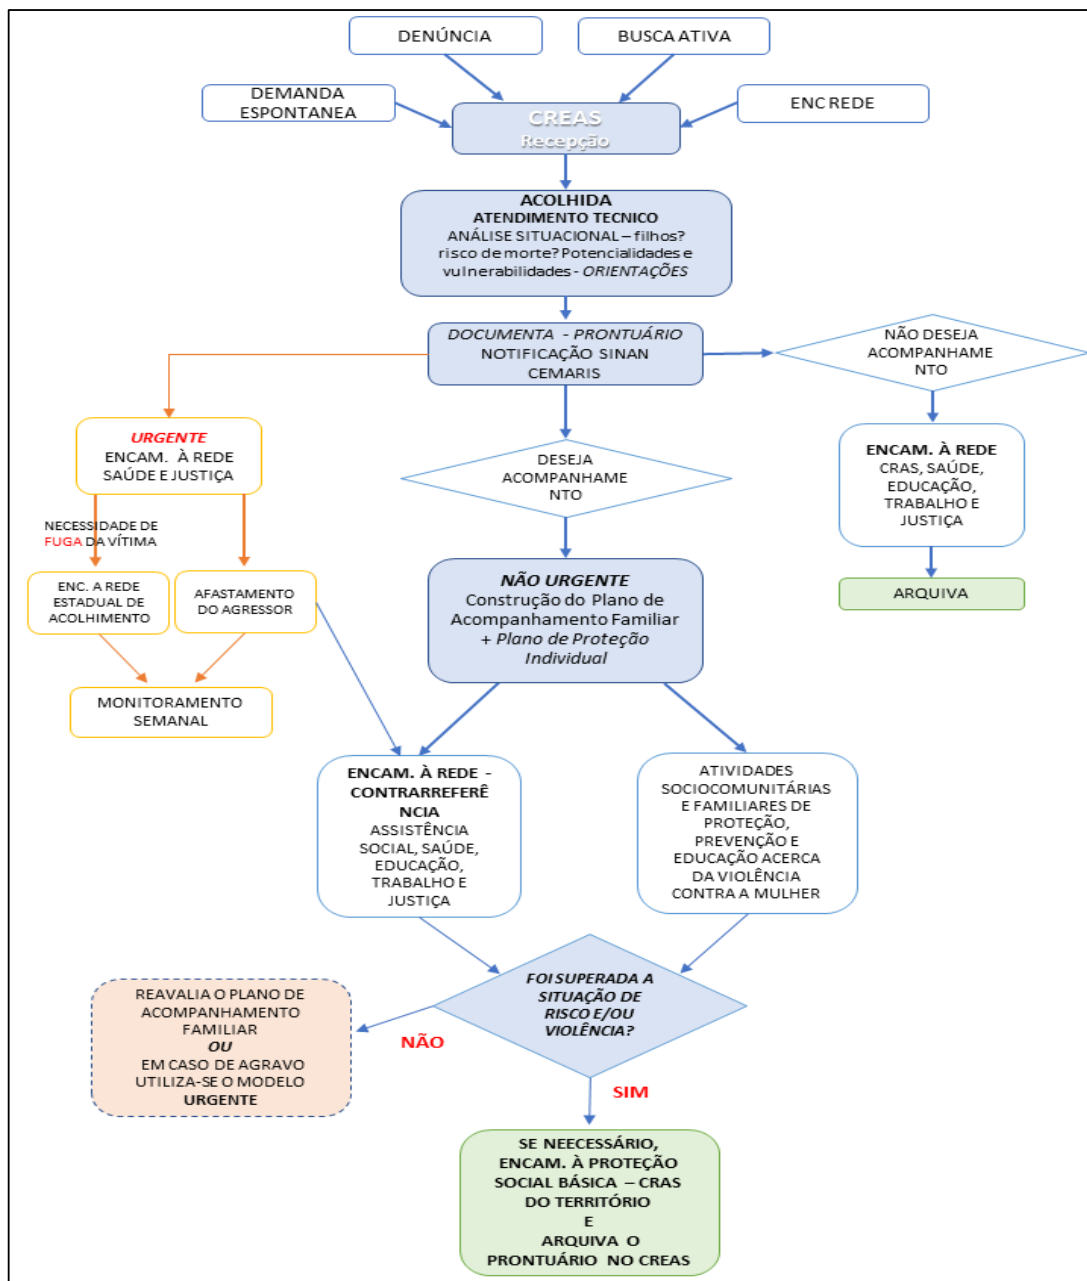 DENÚNCIA
BUSCA ATIVA
DEMANDA
ESPONTANEA
ENC REDE
CREAS
Recepção
ACOLHIDA
ATENDIMENTO TECNICO
ANÁLISE SITUACIONAL – filhos?
risco de morte? Potencialidades e
vulnerabilidades - ORIENTAÇÕES
DOCUMENTA - PRONTUÁRIO
NOTIFICAÇÃO SINAN
CEMARIS
NÃO DESEJA
ACOMPANHAME
NTO
URGENTE
ENCAM. À REDE
SAÚDE E JUSTIÇA
DESEJA
ACOMPANHAME
NTO
ENCAM. À REDE
CRAS, SAÚDE,
EDUCAÇÃO,
TRABALHO E
JUSTIÇA
NECESSIDADE DE
FUGA DA VÍTIMA
ENC. A REDE
ESTADUAL DE
ACOLHIMENTO
AFASTAMENTO
DO AGRESSOR
NÃO URGENTE
Construção do Plano de
Acompanhamento Familiar
+ Plano de Proteção
Individual
ARQUIVA
MONITORAMENTO
SEMANAL
ENCAM. À REDE -
CONTRARREFERÊ
NCIA
ASSISTÊNCIA
SOCIAL, SAÚDE,
EDUCAÇÃO,
TRABALHO E
JUSTIÇA
ATIVIDADES
SOCIOCOMUNITÁRIAS
E FAMILIARES DE
PROTEÇÃO,
PREVENÇÃO E
EDUCAÇÃO ACERCA
DA VIOLÊNCIA
CONTRA A MULHER
FOI SUPERADA A
SITUAÇÃO DE
RISCO E/OU
VIOLÊNCIA?
REAVALIA O PLANO DE
ACOMPANHAMENTO
FAMILIAR
OU
EM CASO DE AGRAVO
UTILIZA-SE O MODELO
URGENTE
NÃO
SIM
SE NEECESSÁRIO,
ENCAM. À PROTEÇÃO
SOCIAL BÁSICA – CRAS
DO TERRITÓRIO
E
ARQUIVA O
PRONTUÁRIO NO CREAS